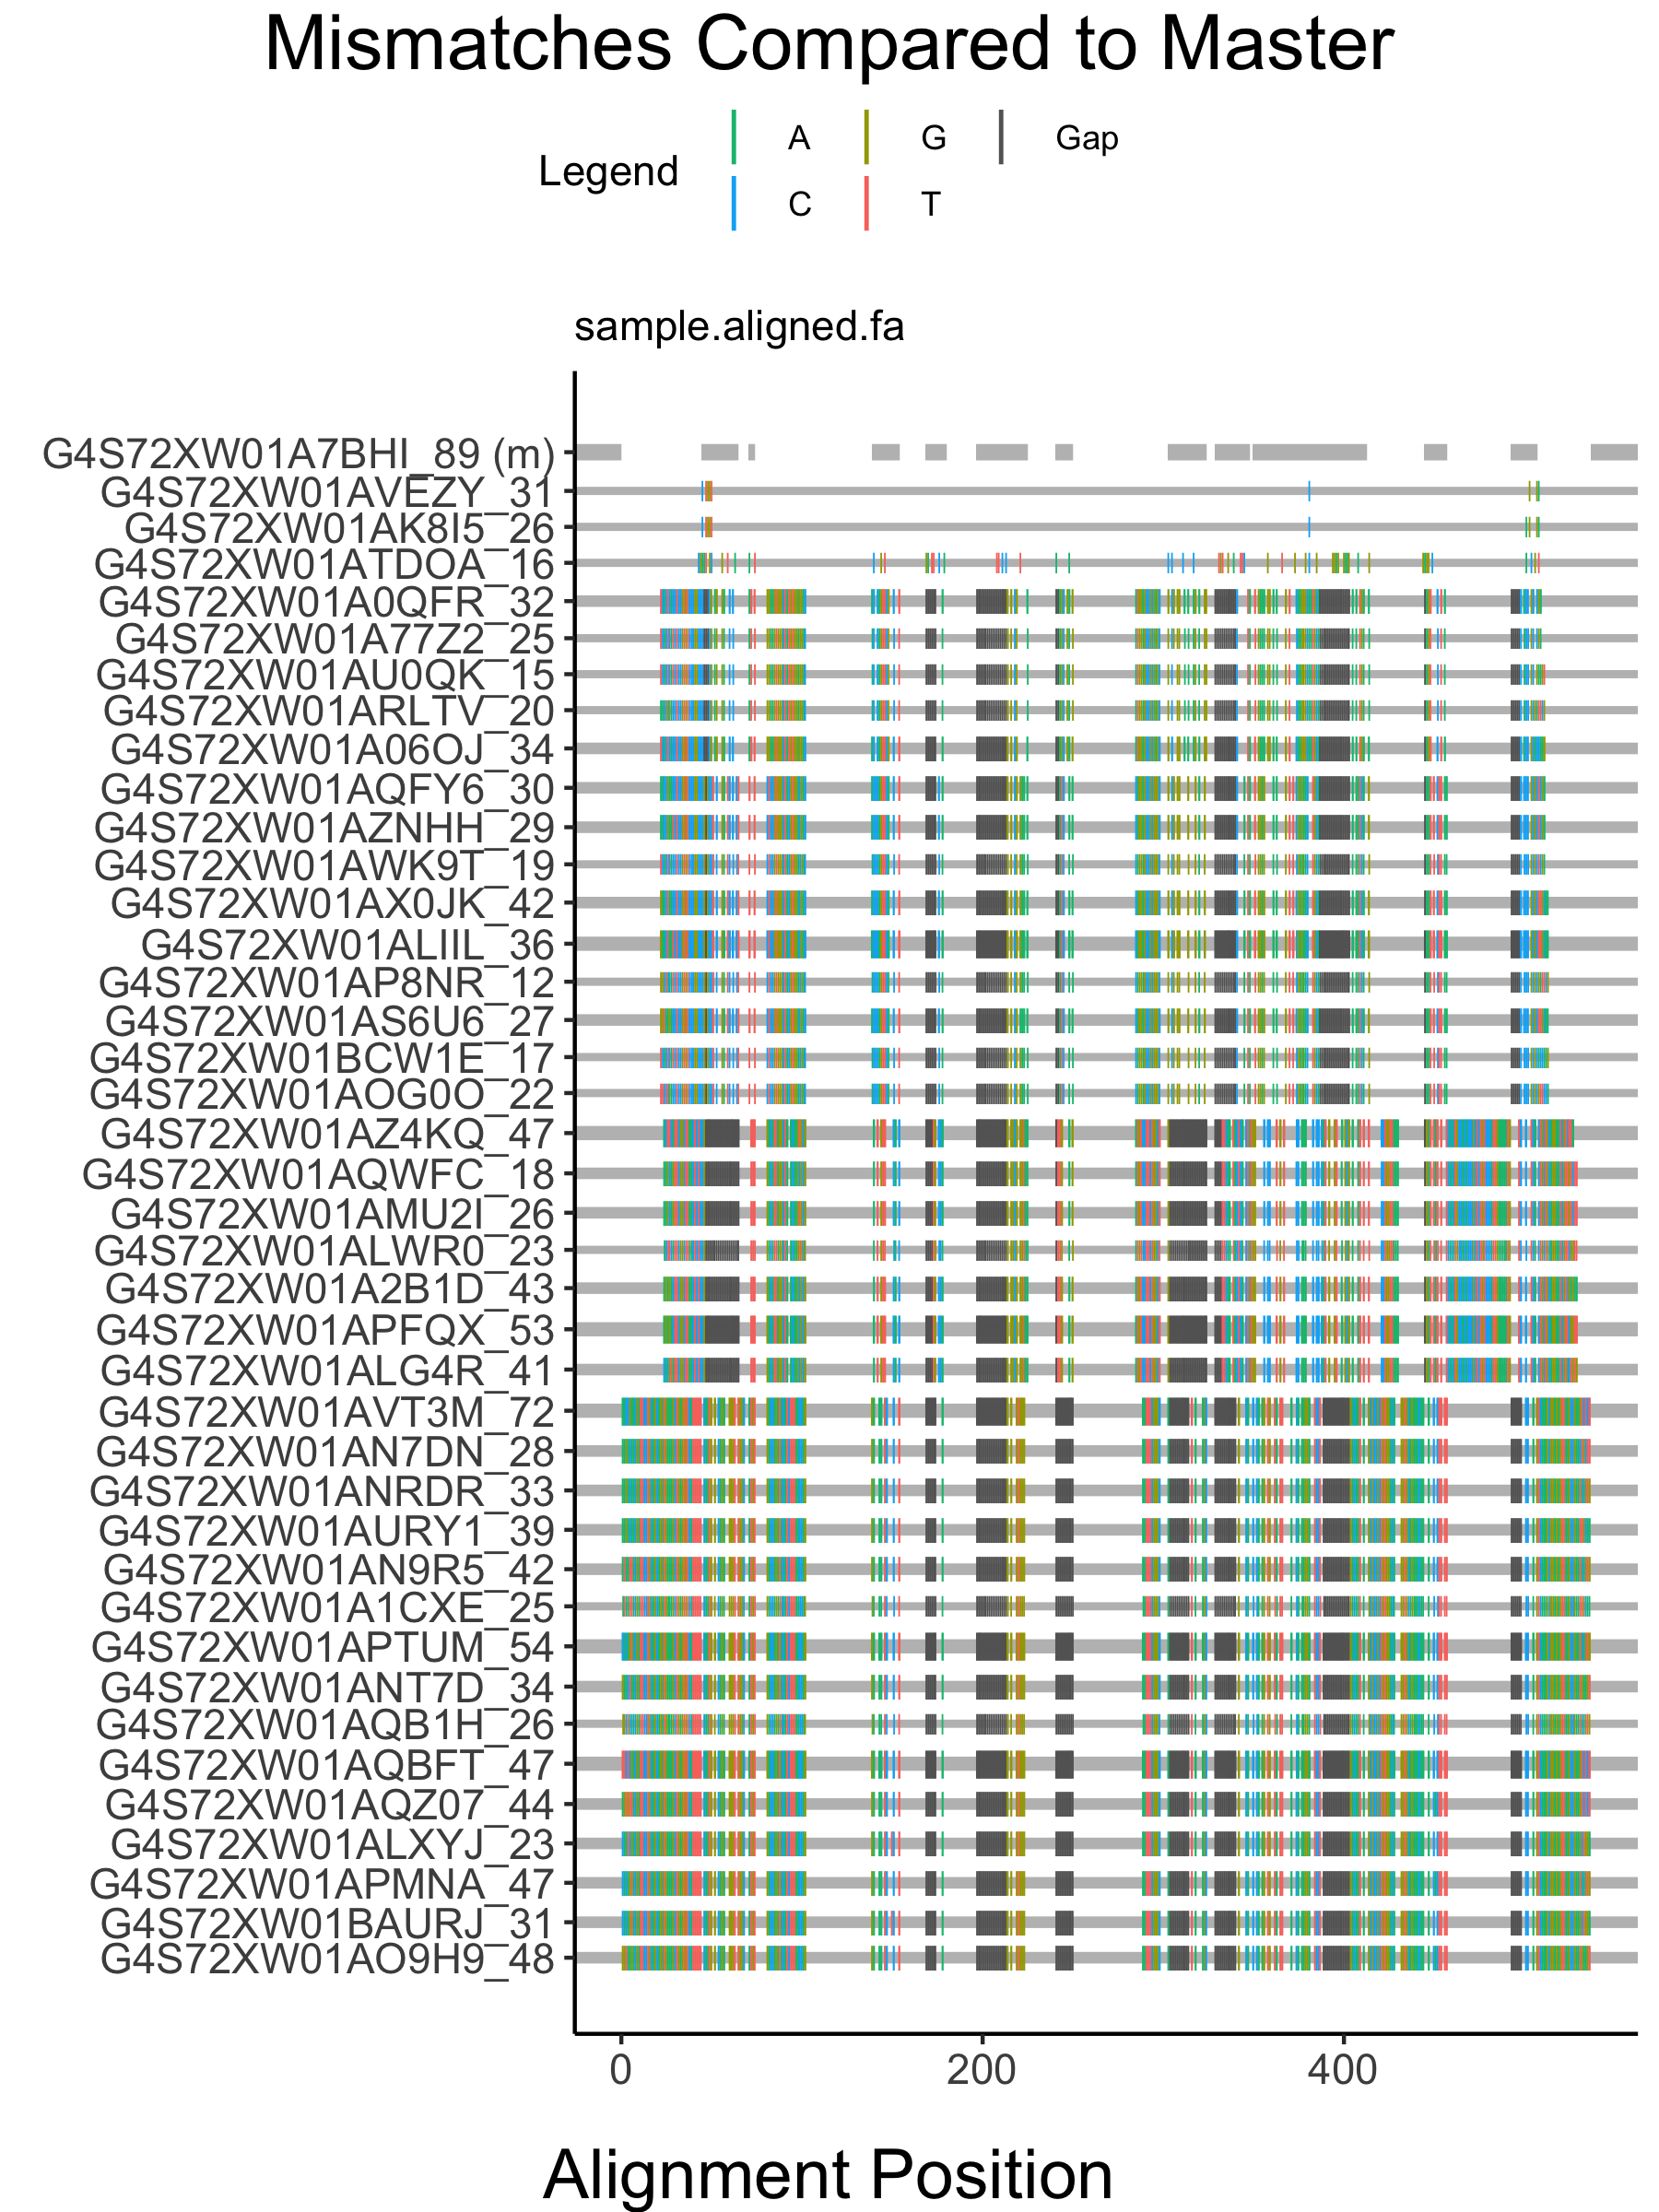 Mismatches Compared to Master
Legend
A
G
Gap
C
T
sample.aligned.fa
G4S72XW01A7BHI_89 (m)
G4S72XW01AVEZY_31
G4S72XW01AK8I5_26
G4S72XW01ATDOA_16
G4S72XW01A0QFR_32
G4S72XW01A77Z2_25
G4S72XW01AU0QK_15
G4S72XW01ARLTV_20
G4S72XW01A06OJ_34
G4S72XW01AQFY6_30
G4S72XW01AZNHH_29
G4S72XW01AWK9T_19
G4S72XW01AX0JK_42
G4S72XW01ALIIL_36
G4S72XW01AP8NR_12
G4S72XW01AS6U6_27
G4S72XW01BCW1E_17
G4S72XW01AOG0O_22
G4S72XW01AZ4KQ_47
G4S72XW01AQWFC_18
G4S72XW01AMU2I_26
G4S72XW01ALWR0_23
G4S72XW01A2B1D_43
G4S72XW01APFQX_53
G4S72XW01ALG4R_41
G4S72XW01AVT3M_72
G4S72XW01AN7DN_28
G4S72XW01ANRDR_33
G4S72XW01AURY1_39
G4S72XW01AN9R5_42
G4S72XW01A1CXE_25
G4S72XW01APTUM_54
G4S72XW01ANT7D_34
G4S72XW01AQB1H_26
G4S72XW01AQBFT_47
G4S72XW01AQZ07_44
G4S72XW01ALXYJ_23
G4S72XW01APMNA_47
G4S72XW01BAURJ_31
G4S72XW01AO9H9_48
0 200 400
Alignment Position